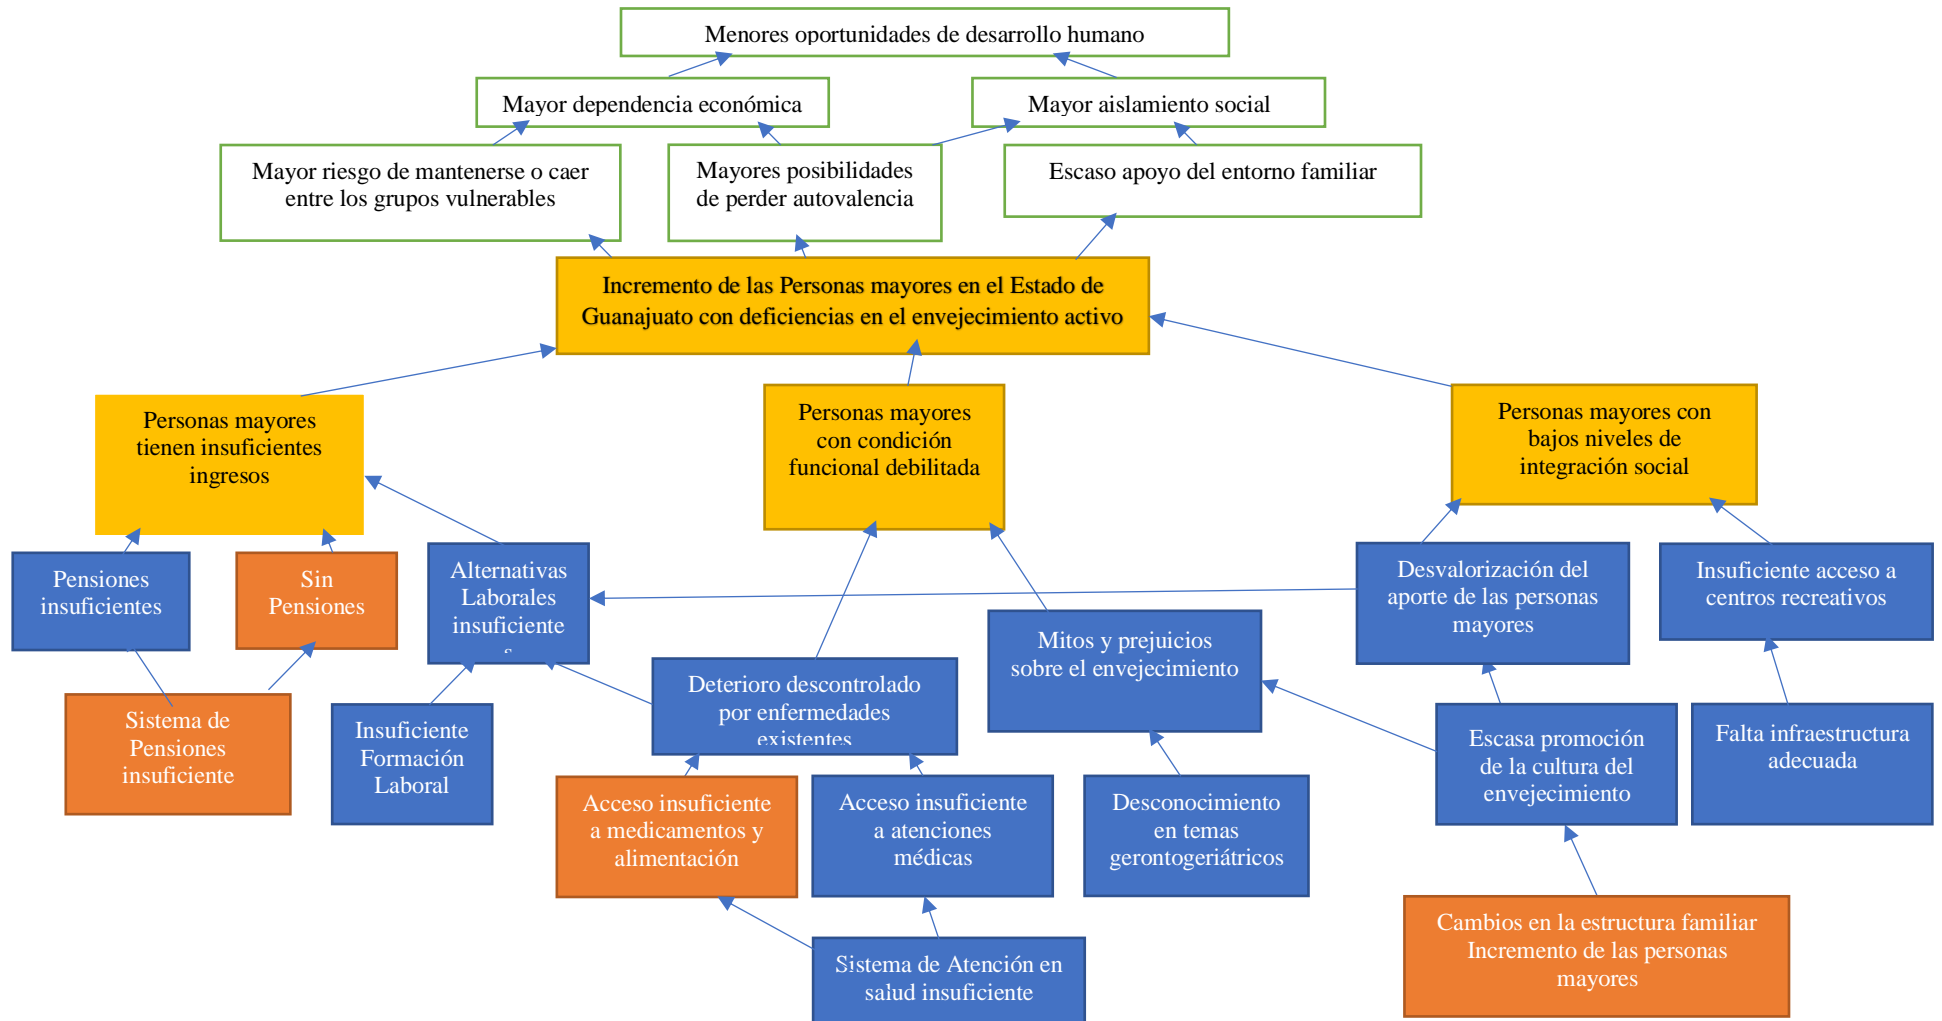 Menores oportunidades de desarrollo humano
Mayor dependencia económica
Mayor aislamiento social
Mayor riesgo de mantenerse o caer
entre los grupos vulnerables
Mayores posibilidades
de perder autovalencia
Escaso apoyo del entorno familiar
Incremento de las Personas mayores en el Estado de
Guanajuato con deficiencias en el envejecimiento activo
Personas mayores
tienen insuficientes
ingresos
Personas mayores
con condición
funcional debilitada
Personas mayores con
bajos niveles de
integración social
Pensiones
insuficientes
Sin
Pensiones
Alternativas
Laborales
insuficiente
s
Desvalorización del
aporte de las personas
mayores
Insuficiente acceso a
centros recreativos
Mitos y prejuicios
sobre el envejecimiento
Deterioro descontrolado
por enfermedades
existentes
Sistema de
Pensiones
insuficiente
Insuficiente
Formación
Laboral
Escasa promoción
de la cultura del
envejecimiento
Falta infraestructura
adecuada
Acceso insuficiente
a medicamentos y
alimentación
Acceso insuficiente
a atenciones
médicas
Desconocimiento
en temas
gerontogeriátricos
Cambios en la estructura familiar
Incremento de las personas
mayores
Sistema de Atención en
salud insuficiente